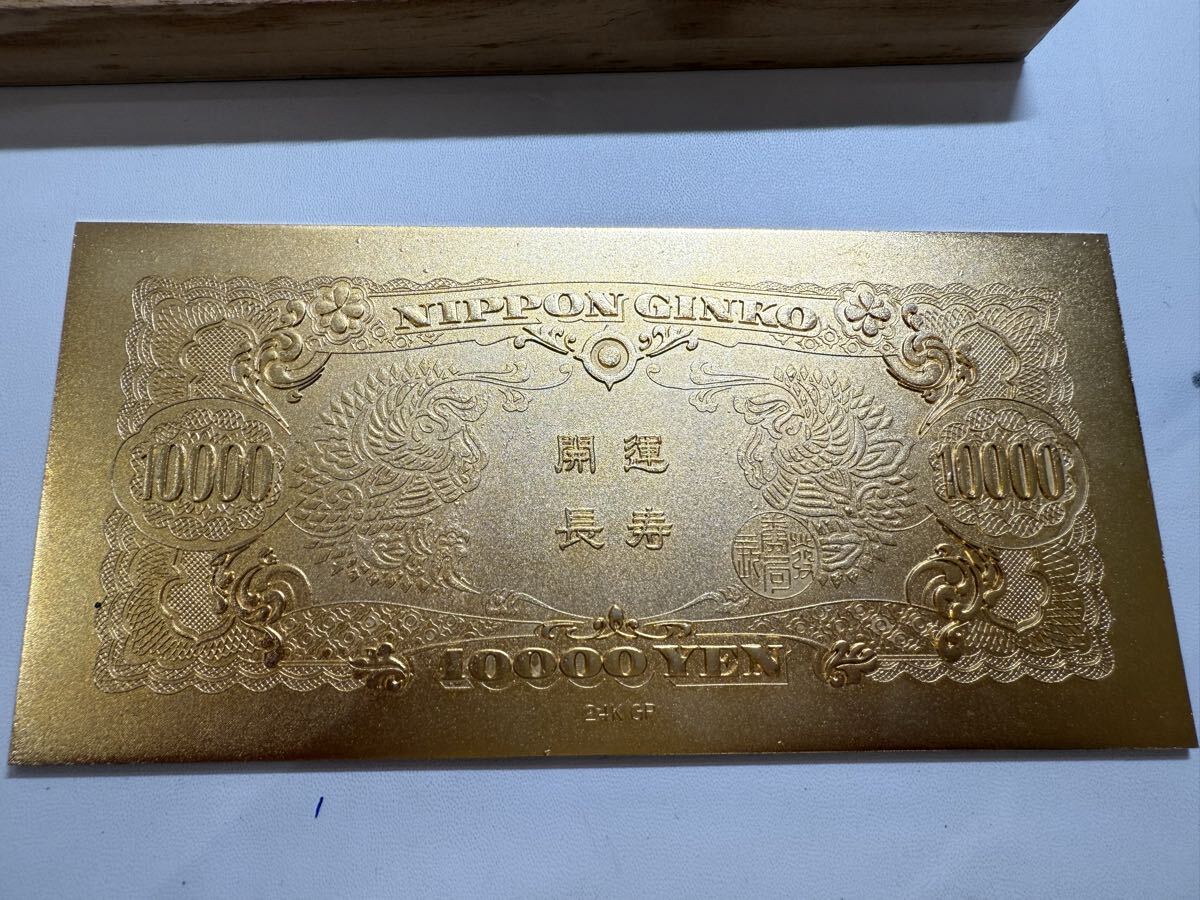 NIPPON GINKO
10000
10000
開運
長寿
10000 YEN
24K GP